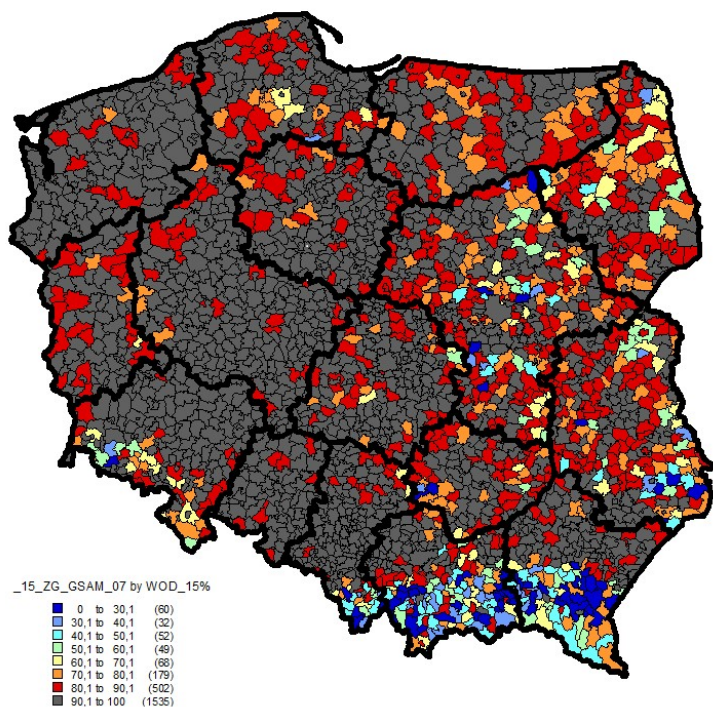 _15_ZG_GSAM_07 by WOD_15%
0 to 30,1 (60)
30,1 to 40,1 (32)
40,1 to 50,1 (52)
50,1 to 60,1 (49)
60,1 to 70,1 (68)
70,1 to 80,1 (179)
80,1 to 90,1 (502)
90,1 to 100 (1535)